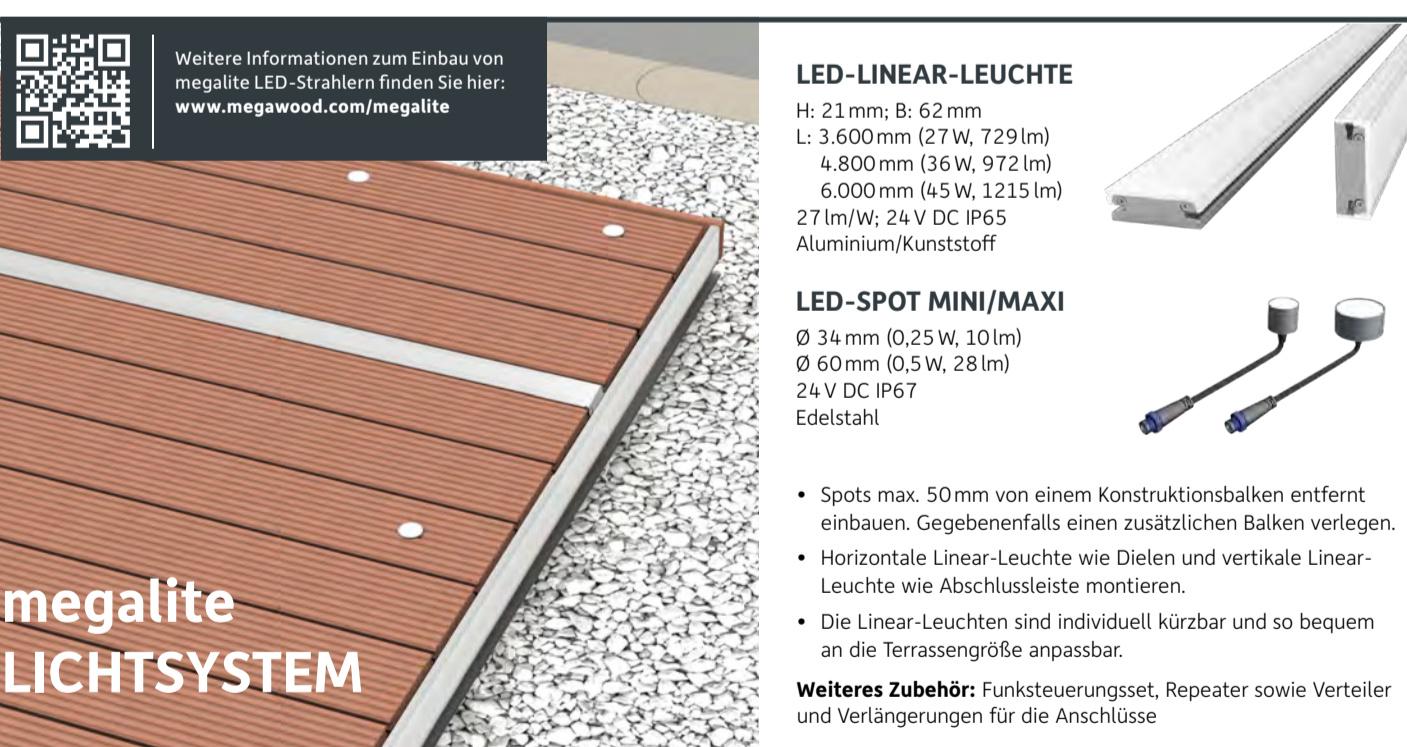 Weitere Informationen zum Einbau von
megalite LED-Strahlern finden Sie hier:
www.megawood.com/megalite
megalite
LICHTSYSTEM
LED-LINEAR-LEUCHTE
H: 21 mm; B: 62 mm
L: 3.600 mm (27 W, 729 lm)
4.800 mm (36 W, 972 lm)
6.000 mm (45 W, 1215 lm)
27 lm/W; 24 V DC IP65
Aluminium/Kunststoff
LED-SPOT MINI/MAXI
Ø 34 mm (0,25 W, 10 lm)
Ø 60 mm (0,5 W, 28 lm)
24 V DC IP67
Edelstahl
• Spots max. 50 mm von einem Konstruktionsbalken entfernt
einbauen. Gegebenenfalls einen zusätzlichen Balken verlegen.
• Horizontale Linear-Leuchte wie Dielen und vertikale Linear-
Leuchte wie Abschlussleiste montieren.
• Die Linear-Leuchten sind individuell kürzbar und so bequem
an die Terrassengröße anpassbar.
Weiteres Zubehör: Funksteuerungsset, Repeater sowie Verteiler
und Verlängerungen für die Anschlüsse